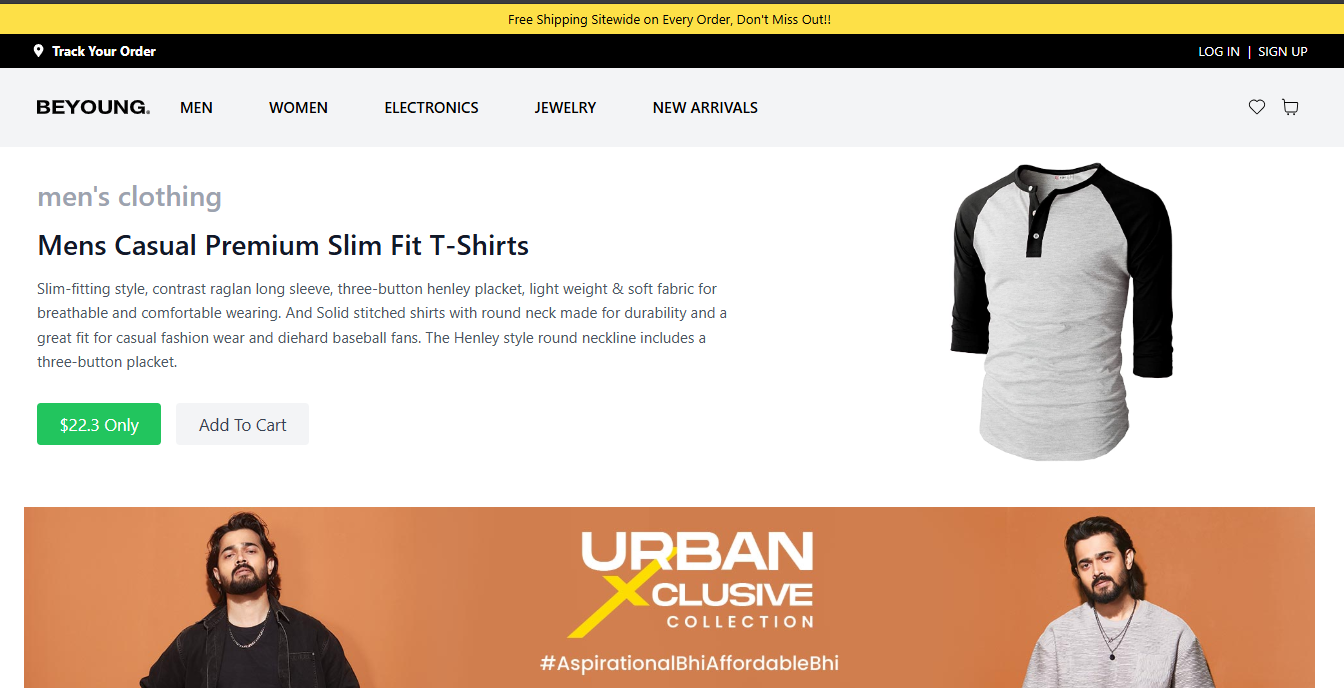 Free Shipping Sitewide on Every Order, Don't Miss Out!!
Track Your Order
LOG IN | SIGN UP
BEYOUNG.
MEN
WOMEN
ELECTRONICS
JEWELRY
NEW ARRIVALS
men's clothing
Mens Casual Premium Slim Fit T-Shirts
Slim-fitting style, contrast raglan long sleeve, three-button henley placket, light weight & soft fabric for
breathable and comfortable wearing. And Solid stitched shirts with round neck made for durability and a
great fit for casual fashion wear and diehard baseball fans. The Henley style round neckline includes a
three-button placket.
$22.3 Only
Add To Cart
URBAN
XCLUSIVE
COLLECTION
#AspirationalBhiAffordableBhi